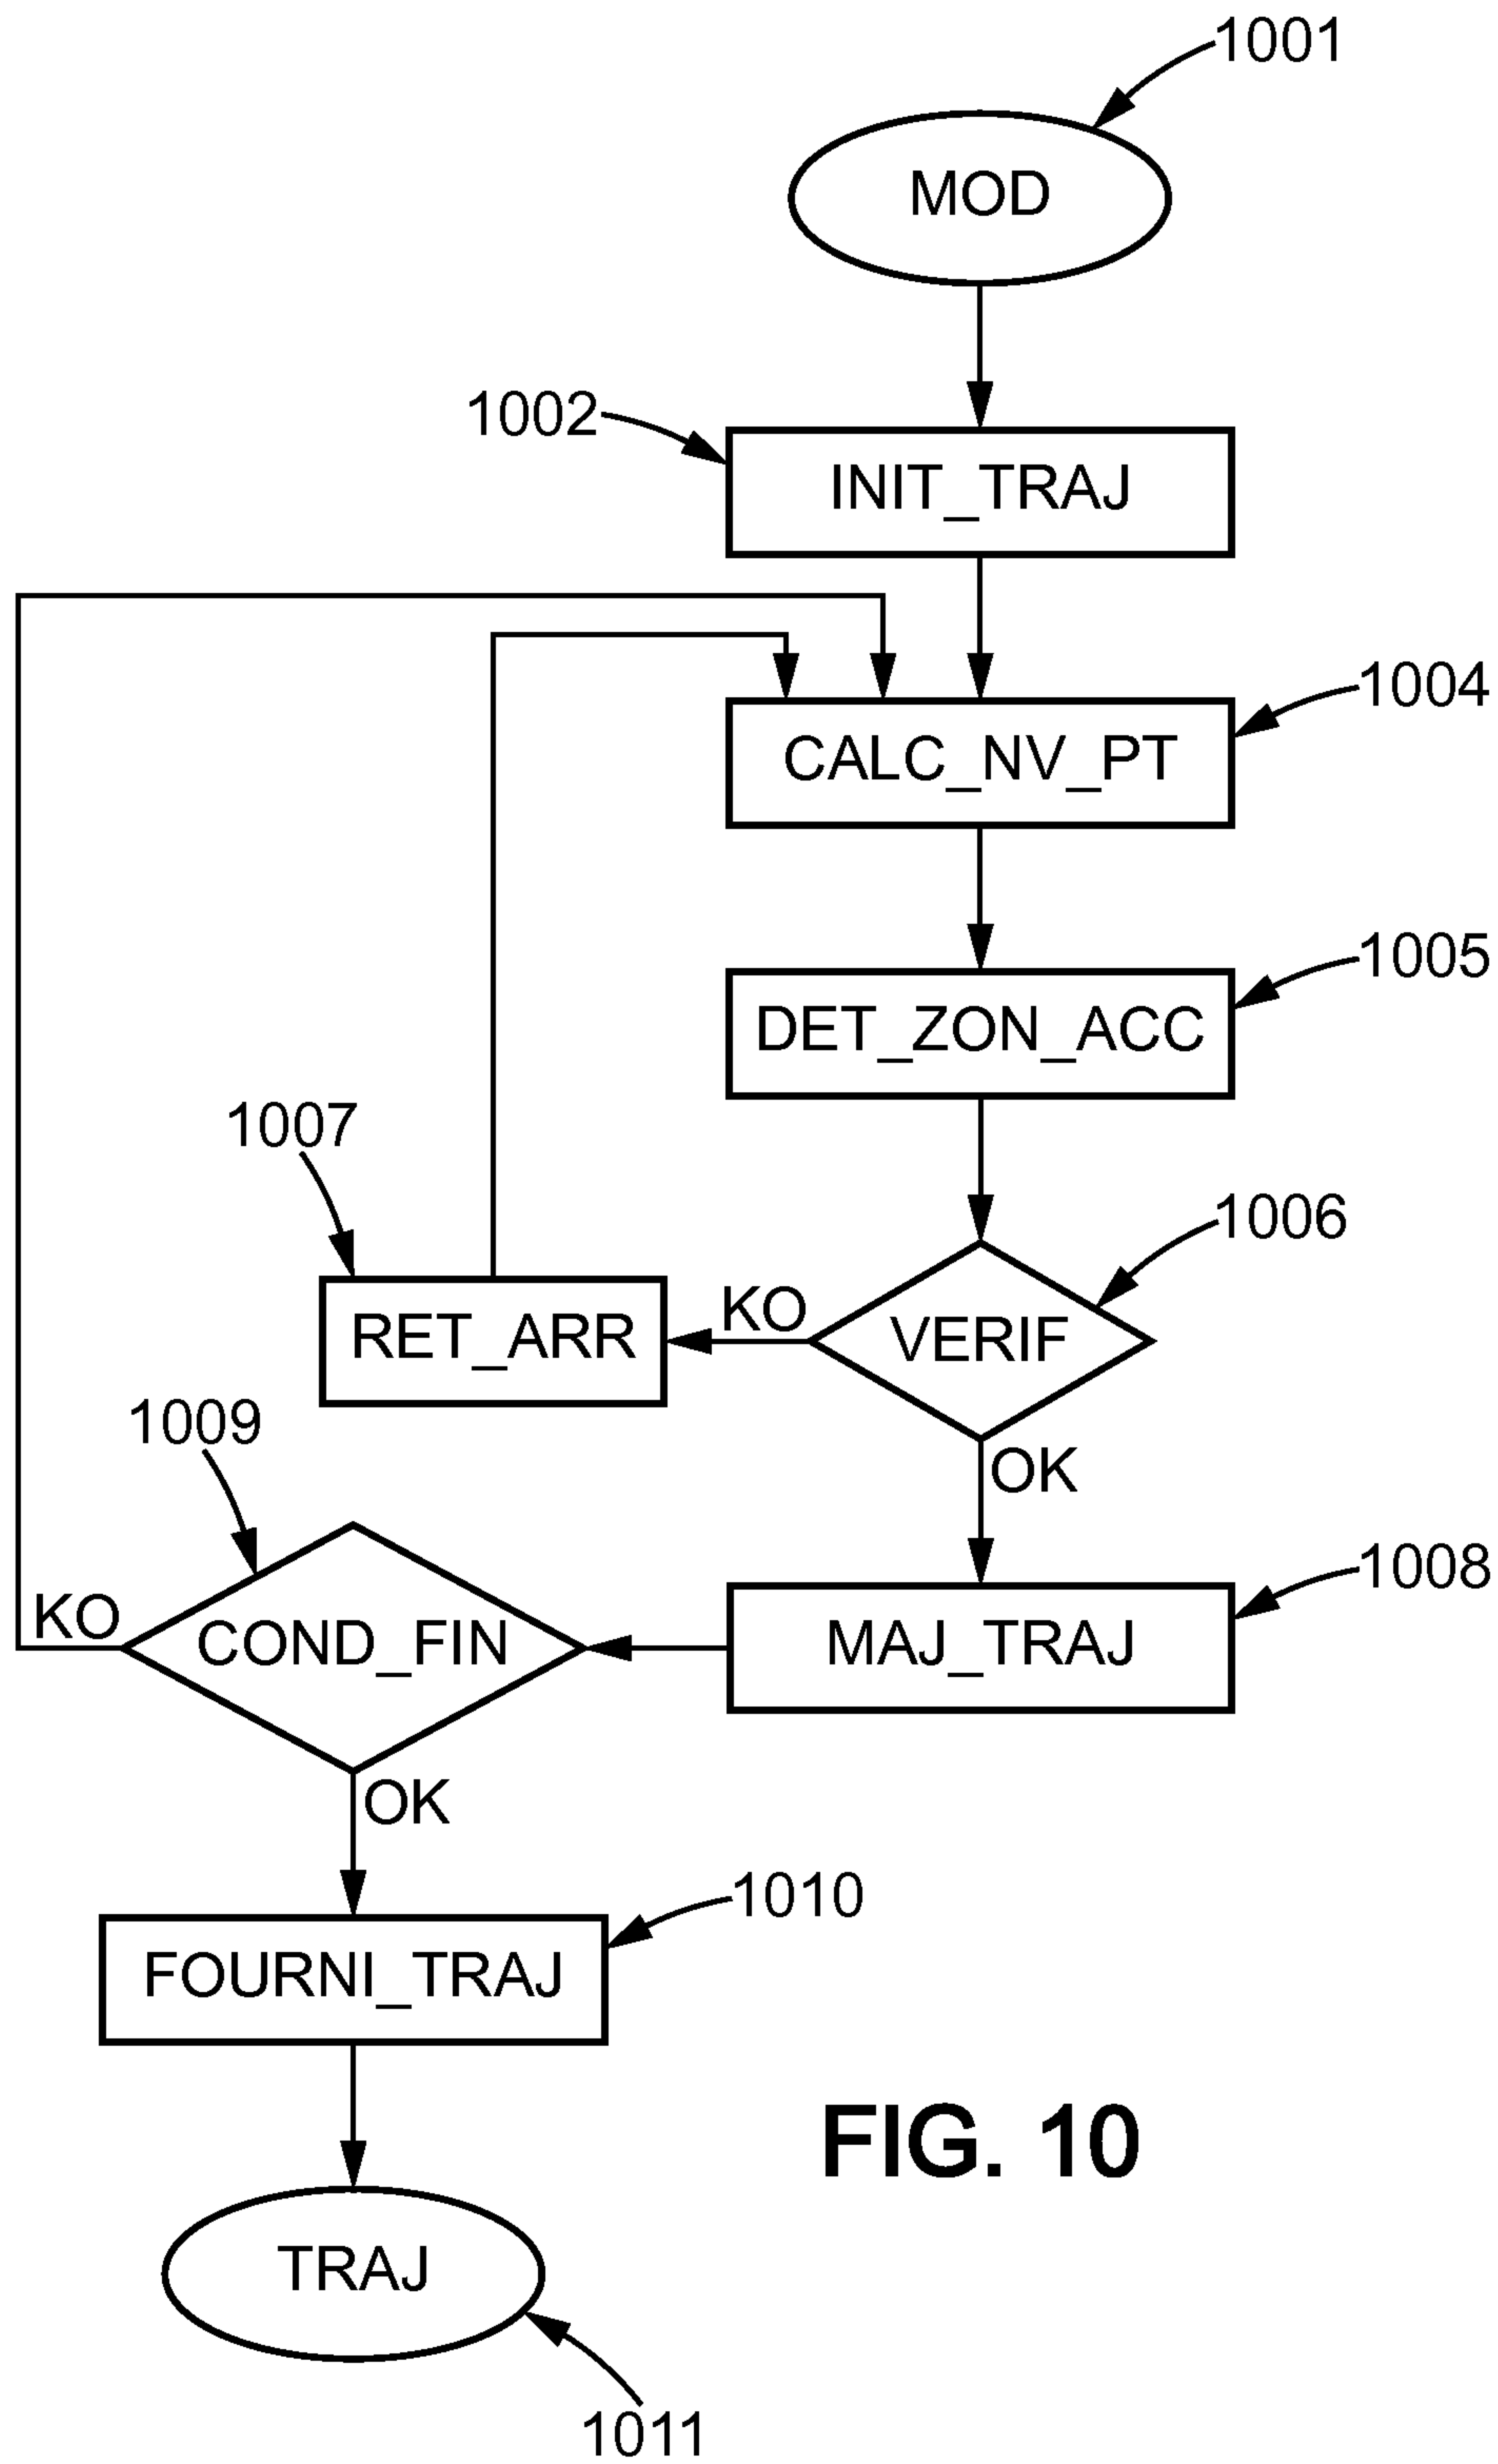 1001
MOD
1002
INIT_TRAJ
1004
CALC_NV_PT
1005
DET_ZON_ACC
1007
1006
RET_ARR
KO
VERIF
1009
OK
1008
KO
COND_FIN
MAJ_TRAJ
OK
1010
FOURNI_TRAJ
FIG. 10
TRAJ
1011